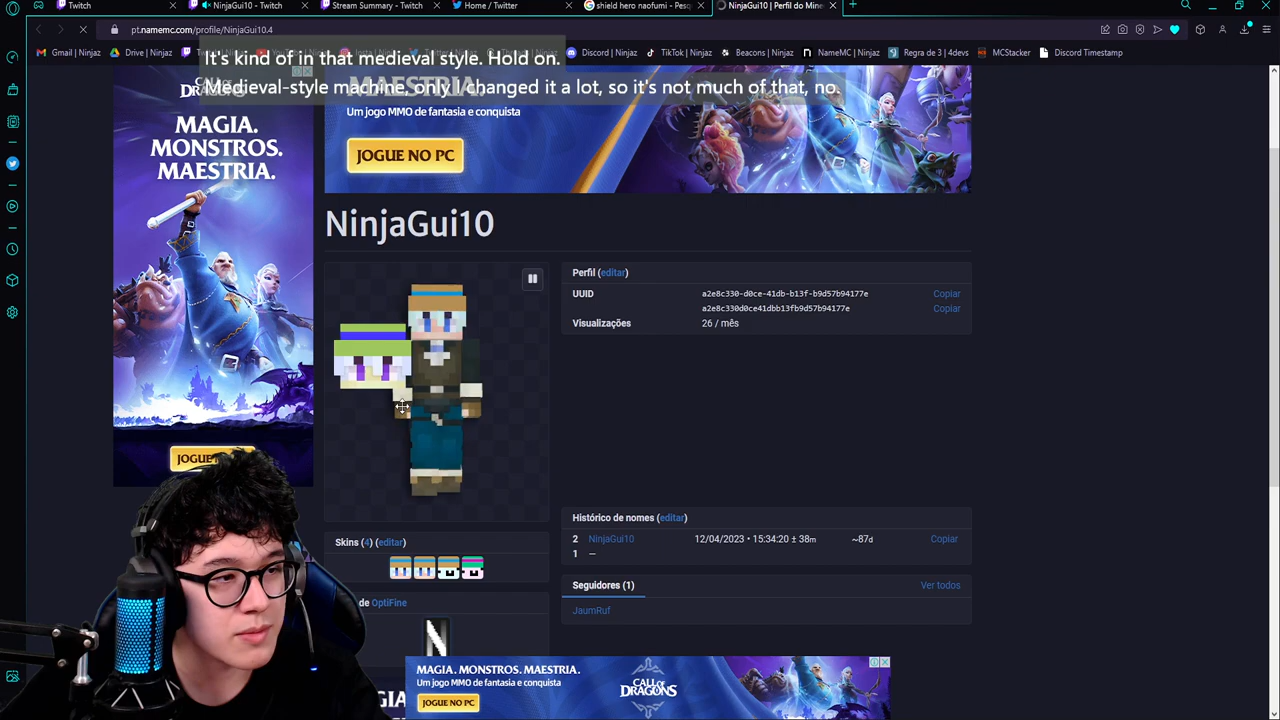 Twitch
NinjaGui10 - Twitch
Stream Summary - Twitch
Home / Twitter
shield hero naofumi - Pesq
NinjaGui10 | Perfil do Mine
pt.namemc.com/profile/NinjaGui10.4
Gmail | Ninjaz
Drive | Ninjaz
Discord | Ninjaz
TikTok | Ninjaz
Beacons | Ninjaz
NameMC | Ninjaz
Regra de 3 | 4devs
MCStacker
Discord Timestamp
It's kind of in that medieval style. Hold on.
Medieval-style machine, only I changed it a lot, so it's not much of that, no.
MAGIA.
MONSTROS.
MAESTRIA.
JOGUE NO
MAESTRIA.
Um jogo MMO de fantasia e conquista
JOGUE NO PC
NinjaGui10
Perfil (editar)
UUID
a2e8c330-d0ce-41db-b13f-b9d57b94177e
Copiar
a2e8c330d0ce41dbb13fb9d57b94177e
Copiar
Visualizações
26 / mês
Histórico de nomes (editar)
2
NinjaGui10
12/04/2023 • 15:34:20 ± 38m
~87d
Copiar
1
—
Skins (4) (editar)
Seguidores (1)
Ver todos
JaumRuf
de OptiFine
N
MAGIA. MONSTROS. MAESTRIA.
Um jogo MMO de fantasia e conquista
JOGUE NO PC
CALL OF
DRAGONS